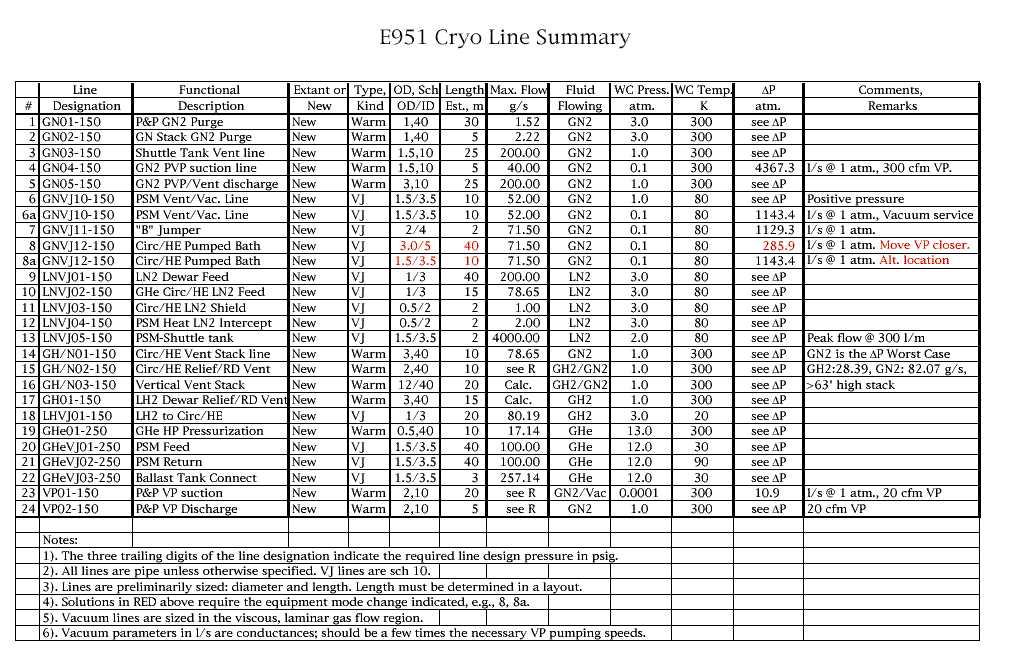 E951 Cryo Line Summary
Line Functional Extant or Type, OD, Sch Length Max. Flow Fluid WC Press. WC Temp. ΔP Comments,
# Designation Description New Kind OD/ID Est., m g/s Flowing atm. K atm. Remarks
1 GN01-150 P&P GN2 Purge New Warm 1,40 30 1.52 GN2 3.0 300 see ΔP
2 GN02-150 GN Stack GN2 Purge New Warm 1,40 5 2.22 GN2 3.0 300 see ΔP
3 GN03-150 Shuttle Tank Vent line New Warm 1.5,10 25 200.00 GN2 1.0 300 see ΔP
4 GN04-150 GN2 PVP suction line New Warm 1.5,10 5 40.00 GN2 0.1 300 4367.3 l/s @ 1 atm., 300 cfm VP.
5 GN05-150 GN2 PVP/Vent discharge New Warm 3,10 25 200.00 GN2 1.0 300 see ΔP
6 GNVJ10-150 PSM Vent/Vac. Line New VJ 1.5/3.5 10 52.00 GN2 1.0 80 see ΔP Positive pressure
6a GNVJ10-150 PSM Vent/Vac. Line New VJ 1.5/3.5 10 52.00 GN2 0.1 80 1143.4 l/s @ 1 atm., Vacuum service
7 GNVJ11-150 "B" Jumper New VJ 2/4 2 71.50 GN2 0.1 80 1129.3 l/s @ 1 atm.
8 GNVJ12-150 Circ/HE Pumped Bath New VJ 3.0/5 40 71.50 GN2 0.1 80 285.9 l/s @ 1 atm. Move VP closer.
8a GNVJ12-150 Circ/HE Pumped Bath New VJ 1.5/3.5 10 71.50 GN2 0.1 80 1143.4 l/s @ 1 atm. Alt. location
9 LNVJ01-150 LN2 Dewar Feed New VJ 1/3 40 200.00 LN2 3.0 80 see ΔP
10 LNVJ02-150 GHe Circ/HE LN2 Feed New VJ 1/3 15 78.65 LN2 3.0 80 see ΔP
11 LNVJ03-150 Circ/HE LN2 Shield New VJ 0.5/2 2 1.00 LN2 3.0 80 see ΔP
12 LNVJ04-150 PSM Heat LN2 Intercept New VJ 0.5/2 2 2.00 LN2 3.0 80 see ΔP
13 LNVJ05-150 PSM-Shuttle tank New VJ 1.5/3.5 2 4000.00 LN2 2.0 80 see ΔP Peak flow @ 300 l/m
14 GH/N01-150 Circ/HE Vent Stack line New Warm 3,40 10 78.65 GN2 1.0 300 see ΔP GN2 is the ΔP Worst Case
15 GH/N02-150 Circ/HE Relief/RD Vent New Warm 2,40 10 see R GH2/GN2 1.0 300 see ΔP GH2:28.39, GN2: 82.07 g/s,
16 GH/N03-150 Vertical Vent Stack New Warm 12/40 20 Calc. GH2/GN2 1.0 300 see ΔP >63' high stack
17 GH01-150 LH2 Dewar Relief/RD Vent New Warm 3,40 15 Calc. GH2 1.0 300 see ΔP
18 LHVJ01-150 LH2 to Circ/HE New VJ 1/3 20 80.19 GH2 3.0 20 see ΔP
19 GHe01-250 GHe HP Pressurization New Warm 0.5,40 10 17.14 GHe 13.0 300 see ΔP
20 GHeVJ01-250 PSM Feed New VJ 1.5/3.5 40 100.00 GHe 12.0 30 see ΔP
21 GHeVJ02-250 PSM Return New VJ 1.5/3.5 40 100.00 GHe 12.0 90 see ΔP
22 GHeVJ03-250 Ballast Tank Connect New VJ 1.5/3.5 3 257.14 GHe 12.0 30 see ΔP
23 VP01-150 P&P VP suction New Warm 2,10 20 see R GN2/Vac 0.0001 300 10.9 l/s @ 1 atm., 20 cfm VP
24 VP02-150 P&P VP Discharge New Warm 2,10 5 see R GN2 1.0 300 see ΔP 20 cfm VP
Notes:
1). The three trailing digits of the line designation indicate the required line design pressure in psig.
2). All lines are pipe unless otherwise specified. VJ lines are sch 10.
3). Lines are preliminarily sized: diameter and length. Length must be determined in a layout.
4). Solutions in RED above require the equipment mode change indicated, e.g., 8, 8a.
5). Vacuum lines are sized in the viscous, laminar gas flow region.
6). Vacuum parameters in l/s are conductances; should be a few times the necessary VP pumping speeds.